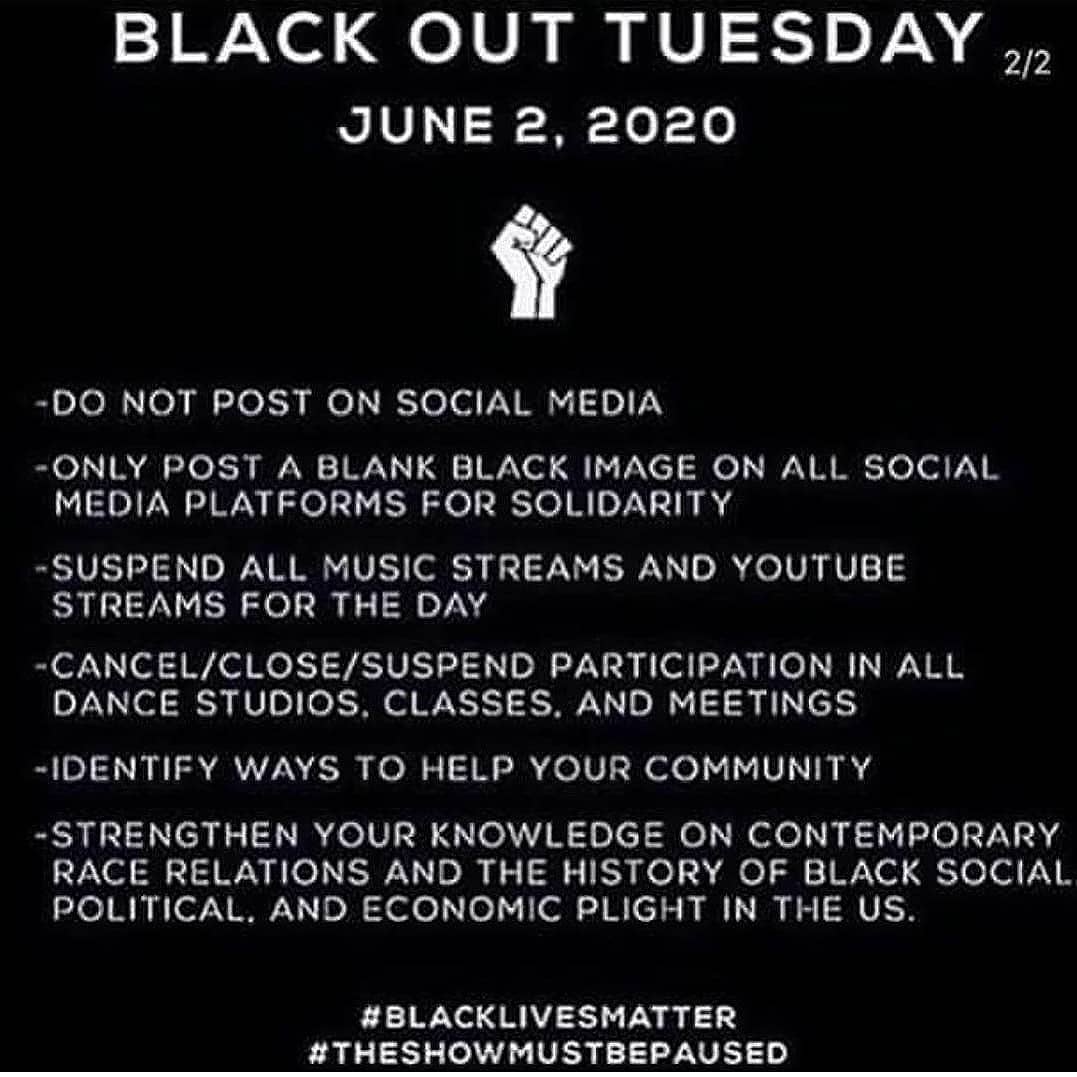 BLACK OUT TUESDAY 2/2
JUNE 2, 2020
-DO NOT POST ON SOCIAL MEDIA
-ONLY POST A BLANK BLACK IMAGE ON ALL SOCIAL
MEDIA PLATFORMS FOR SOLIDARITY
-SUSPEND ALL MUSIC STREAMS AND YOUTUBE
STREAMS FOR THE DAY
-CANCEL/CLOSE/SUSPEND PARTICIPATION IN ALL
DANCE STUDIOS, CLASSES, AND MEETINGS
-IDENTIFY WAYS TO HELP YOUR COMMUNITY
-STRENGTHEN YOUR KNOWLEDGE ON CONTEMPORARY
RACE RELATIONS AND THE HISTORY OF BLACK SOCIAL,
POLITICAL, AND ECONOMIC PLIGHT IN THE US.
#BLACKLIVESMATTER
#THESHOWMUSTBEPAUSED